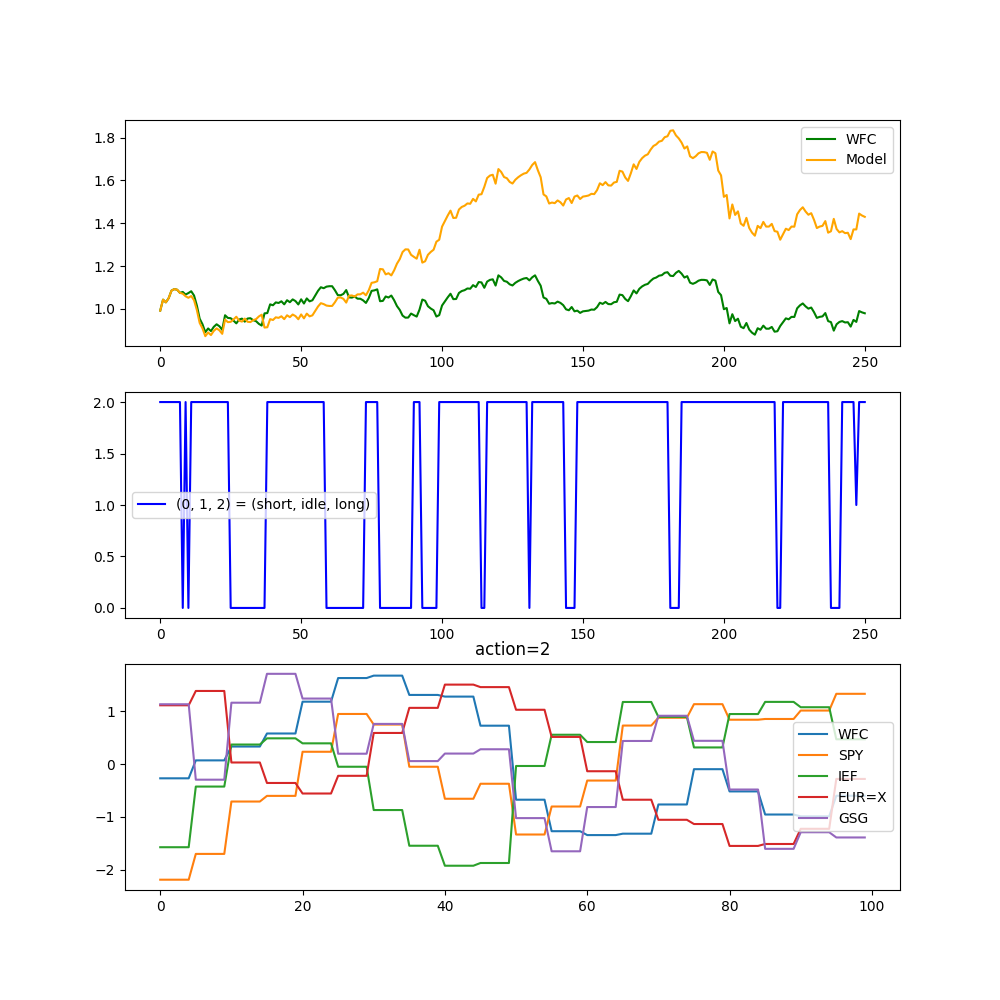 1.8
1.6
1.4
1.2
1.0
WFC
Model
0 50 100 150 200 250
2.0
1.5
1.0
0.5
0.0
(0, 1, 2) = (short, idle, long)
0 50 100 150 200 250
action=2
1
0
−1
−2
WFC
SPY
IEF
EUR=X
GSG
0 20 40 60 80 100